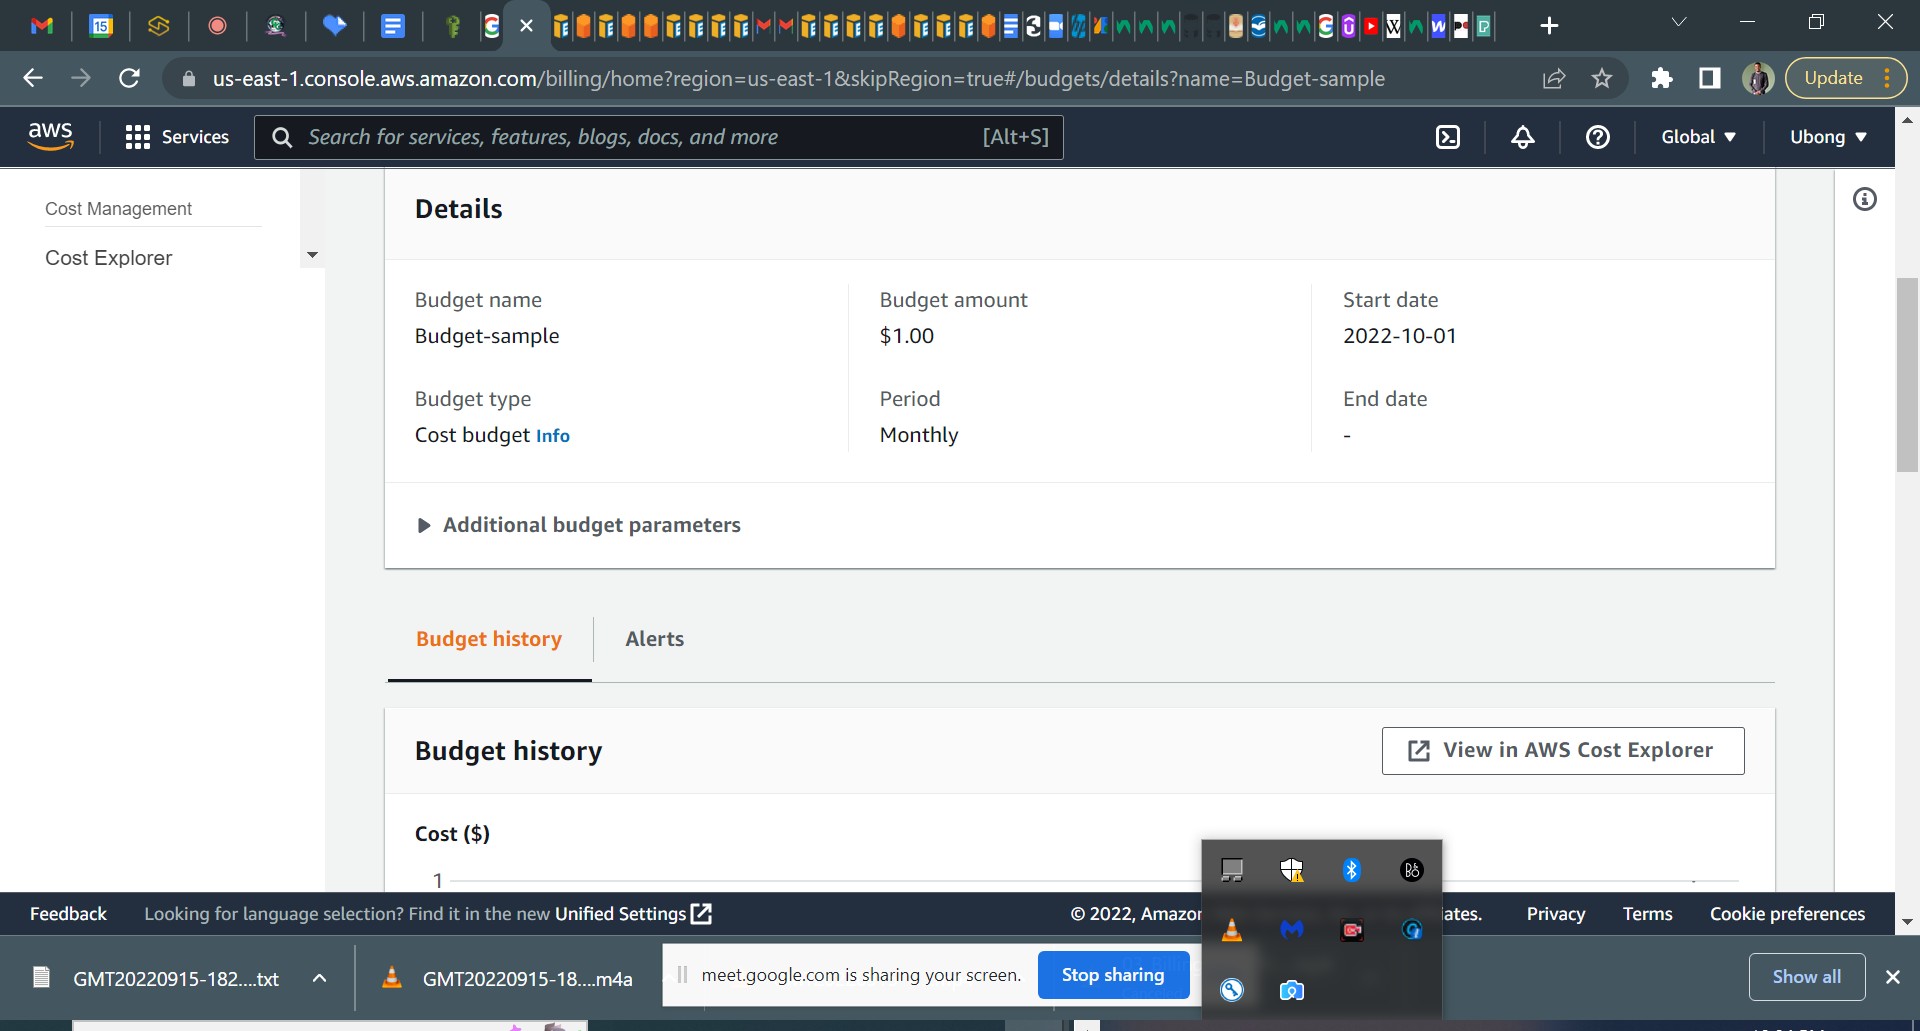 15
us-east-1.console.aws.amazon.com/billing/home?region=us-east-1&skipRegion=true#/budgets/details?name=Budget-sample
Update
aws
Services
Search for services, features, blogs, docs, and more [Alt+S]
Global
Ubong
Cost Management
Cost Explorer
Details
Budget name
Budget-sample
Budget amount
$1.00
Start date
2022-10-01
Budget type
Cost budget Info
Period
Monthly
End date
-
Additional budget parameters
Budget history
Alerts
Budget history
View in AWS Cost Explorer
Cost ($)
1
Feedback
Looking for language selection? Find it in the new Unified Settings
© 2022, Amazon
iates.
Privacy
Terms
Cookie preferences
GMT20220915-182....txt
GMT20220915-18....m4a
meet.google.com is sharing your screen.
Stop sharing
Show all